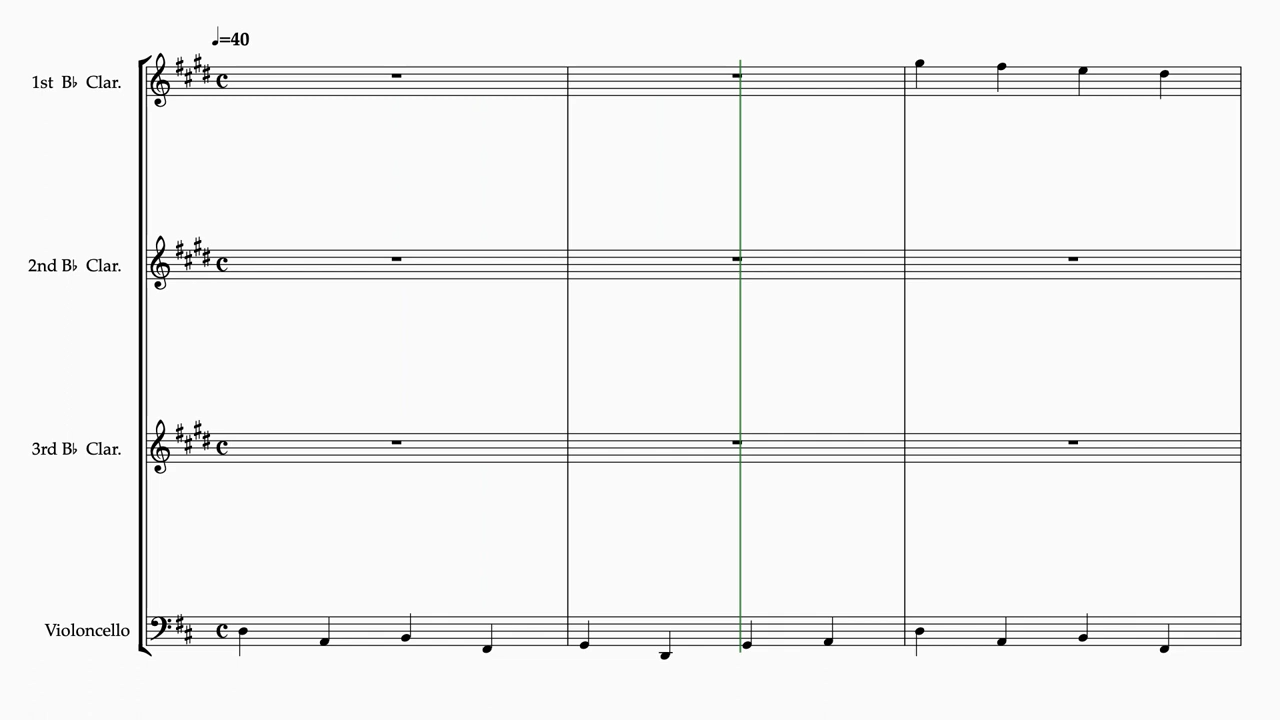 ♩=40
1st B♭ Clar.
2nd B♭ Clar.
3rd B♭ Clar.
Violoncello